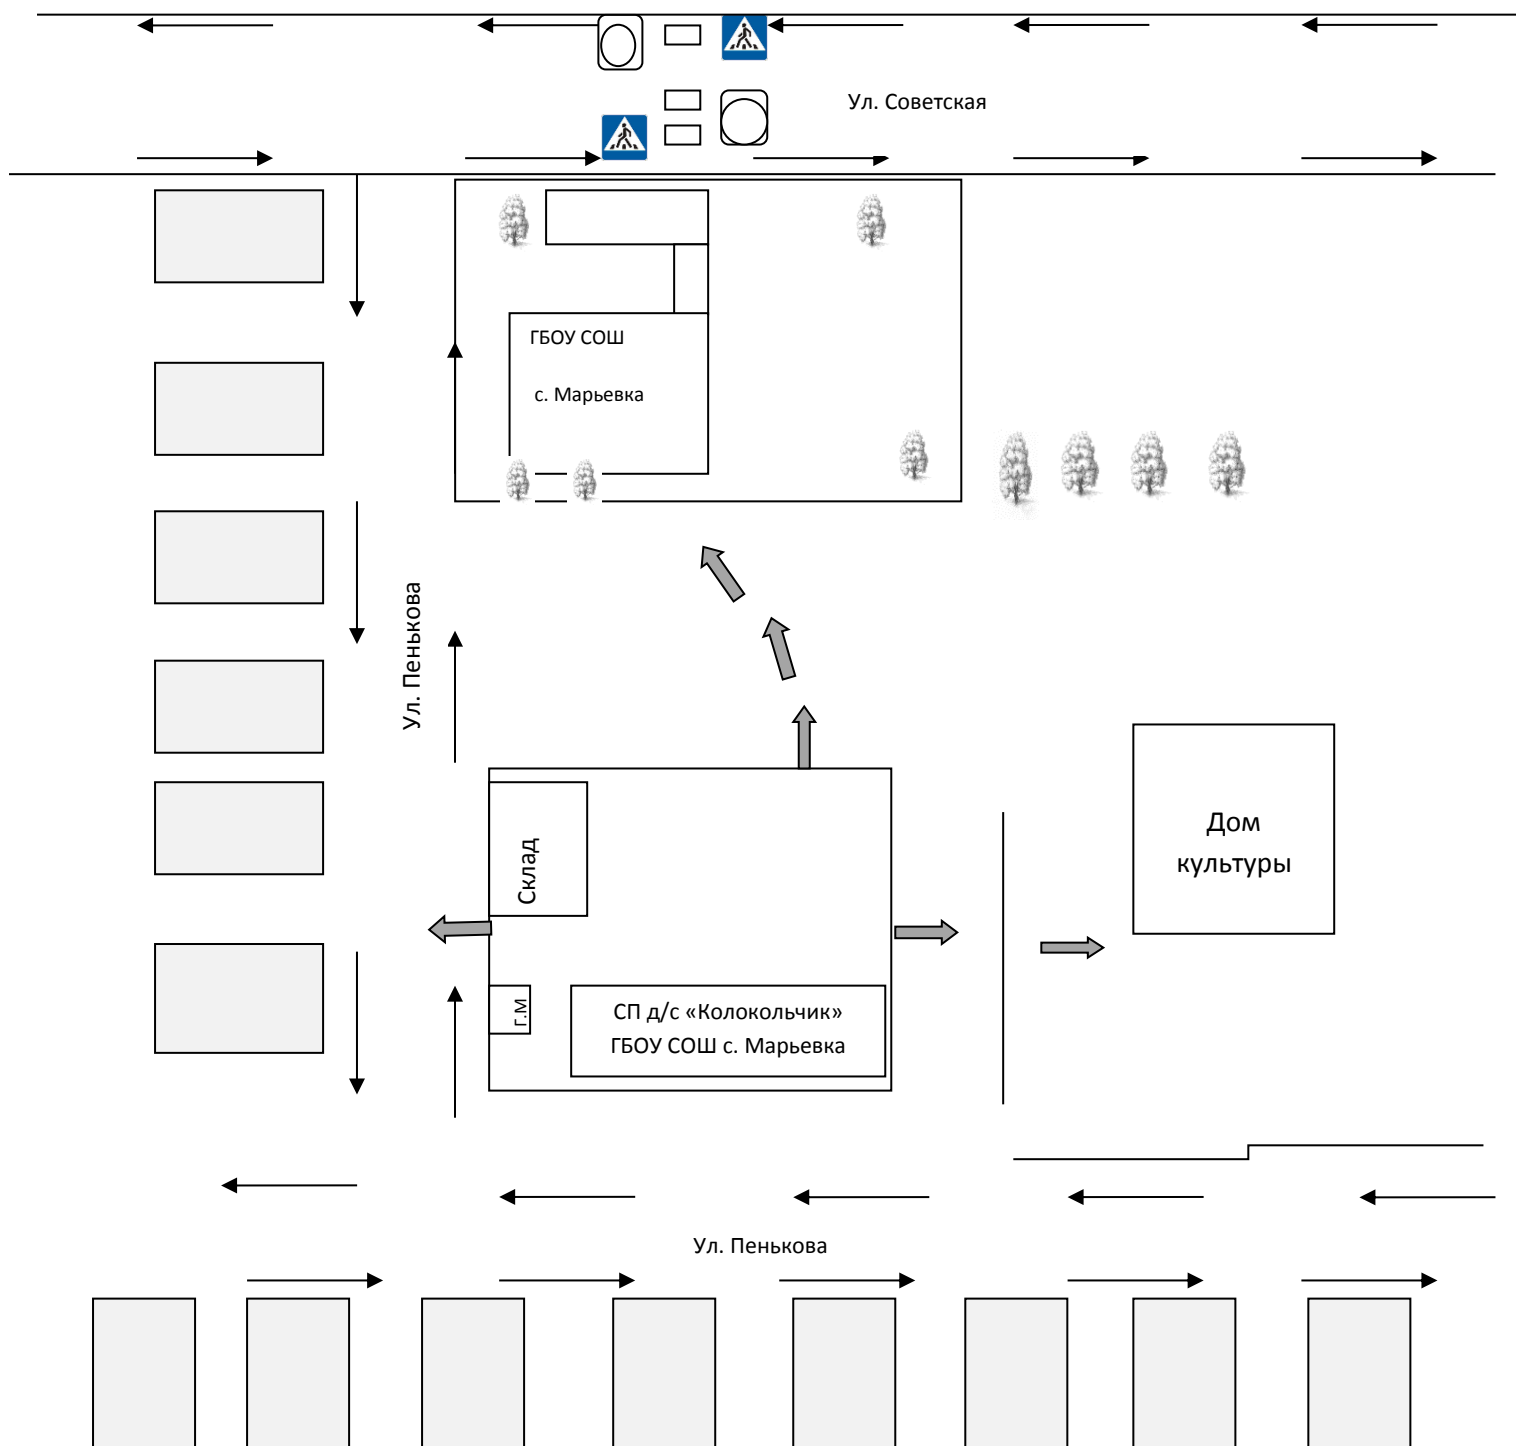 Ул. Советская
ГБОУ СОШ
с. Марьевка
Ул. Пенькова
Склад
Дом
культуры
г.м
СП д/с «Колокольчик»
ГБОУ СОШ с. Марьевка
Ул. Пенькова